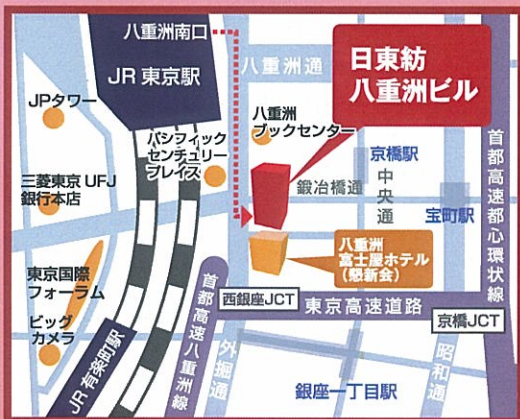 八重洲南口
JR 東京駅
八重洲通
日東紡
八重洲ビル
JPタワー
パシフィック
センチュリー
プレイス
八重洲
ブックセンター
京橋駅
鍛冶橋通
中央通
宝町駅
首都高速都心環状線
三菱東京 UFJ
銀行本店
八重洲
富士屋ホテル
(懇新会)
東京国際
フォーラム
首都高速八重洲線
西銀座JCT
東京高速道路
京橋JCT
ビッグ
カメラ
JR 有楽町駅
外堀通
銀座一丁目駅
昭和通